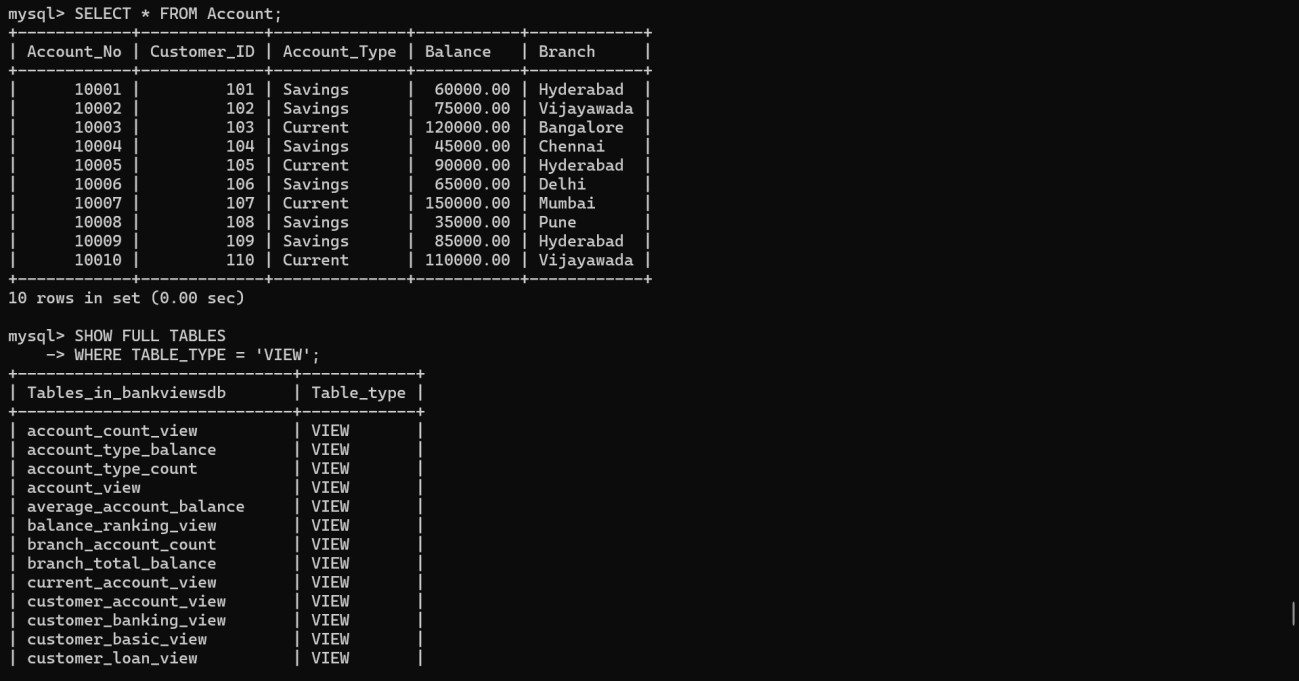 mysql> SELECT * FROM Account;
+------------+-------------+--------------+-----------+------------+
| Account_No | Customer_ID | Account_Type | Balance   | Branch     |
+------------+-------------+--------------+-----------+------------+
|      10001 |         101 | Savings      |  60000.00 | Hyderabad  |
|      10002 |         102 | Savings      |  75000.00 | Vijayawada |
|      10003 |         103 | Current      | 120000.00 | Bangalore  |
|      10004 |         104 | Savings      |  45000.00 | Chennai    |
|      10005 |         105 | Current      |  90000.00 | Hyderabad  |
|      10006 |         106 | Savings      |  65000.00 | Delhi      |
|      10007 |         107 | Current      | 150000.00 | Mumbai     |
|      10008 |         108 | Savings      |  35000.00 | Pune       |
|      10009 |         109 | Savings      |  85000.00 | Hyderabad  |
|      10010 |         110 | Current      | 110000.00 | Vijayawada |
+------------+-------------+--------------+-----------+------------+
10 rows in set (0.00 sec)

mysql> SHOW FULL TABLES
    -> WHERE TABLE_TYPE = 'VIEW';
+-----------------------------+------------+
| Tables_in_bankviewsdb       | Table_type |
+-----------------------------+------------+
| account_count_view          | VIEW       |
| account_type_balance        | VIEW       |
| account_type_count          | VIEW       |
| account_view                | VIEW       |
| average_account_balance     | VIEW       |
| balance_ranking_view        | VIEW       |
| branch_account_count        | VIEW       |
| branch_total_balance        | VIEW       |
| current_account_view        | VIEW       |
| customer_account_view       | VIEW       |
| customer_banking_view       | VIEW       |
| customer_basic_view         | VIEW       |
| customer_loan_view          | VIEW       |